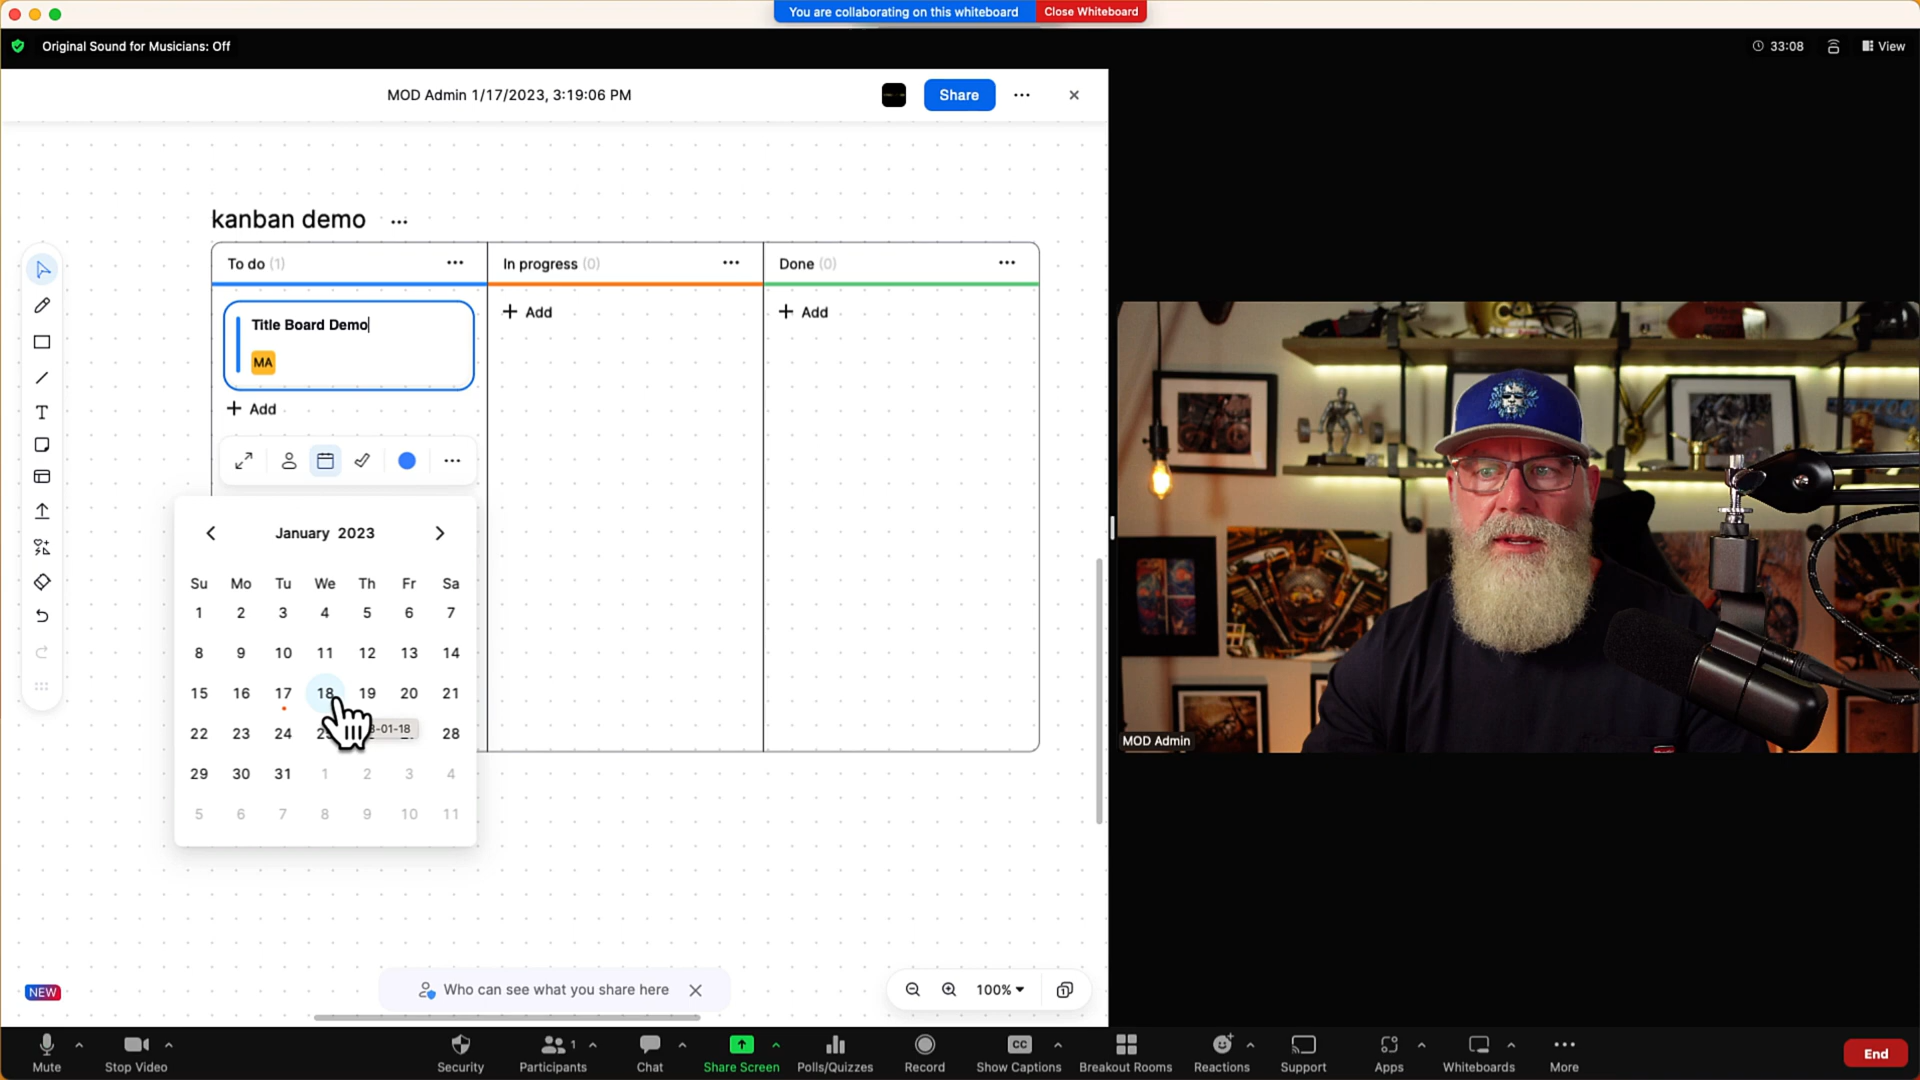 You are collaborating on this whiteboard
Close Whiteboard
Original Sound for Musicians: Off
33:08
View
MOD Admin 1/17/2023, 3:19:06 PM
Share
kanban demo
To do (1)
In progress (0)
Done (0)
Title Board Demo
MA
+ Add
+ Add
+ Add
T
January 2023
Su Mo Tu We Th Fr Sa
1 2 3 4 5 6 7
8 9 10 11 12 13 14
15 16 17 18 19 20 21
-01-18
22 23 24 28
29 30 31 1 2 3 4
5 6 7 8 9 10 11
MOD Admin
NEW
Who can see what you share here
100%
1
Mute
Stop Video
Security
1
Participants
Chat
Share Screen
Polls/Quizzes
Record
CC
Show Captions
Breakout Rooms
Reactions
Support
Apps
Whiteboards
More
End